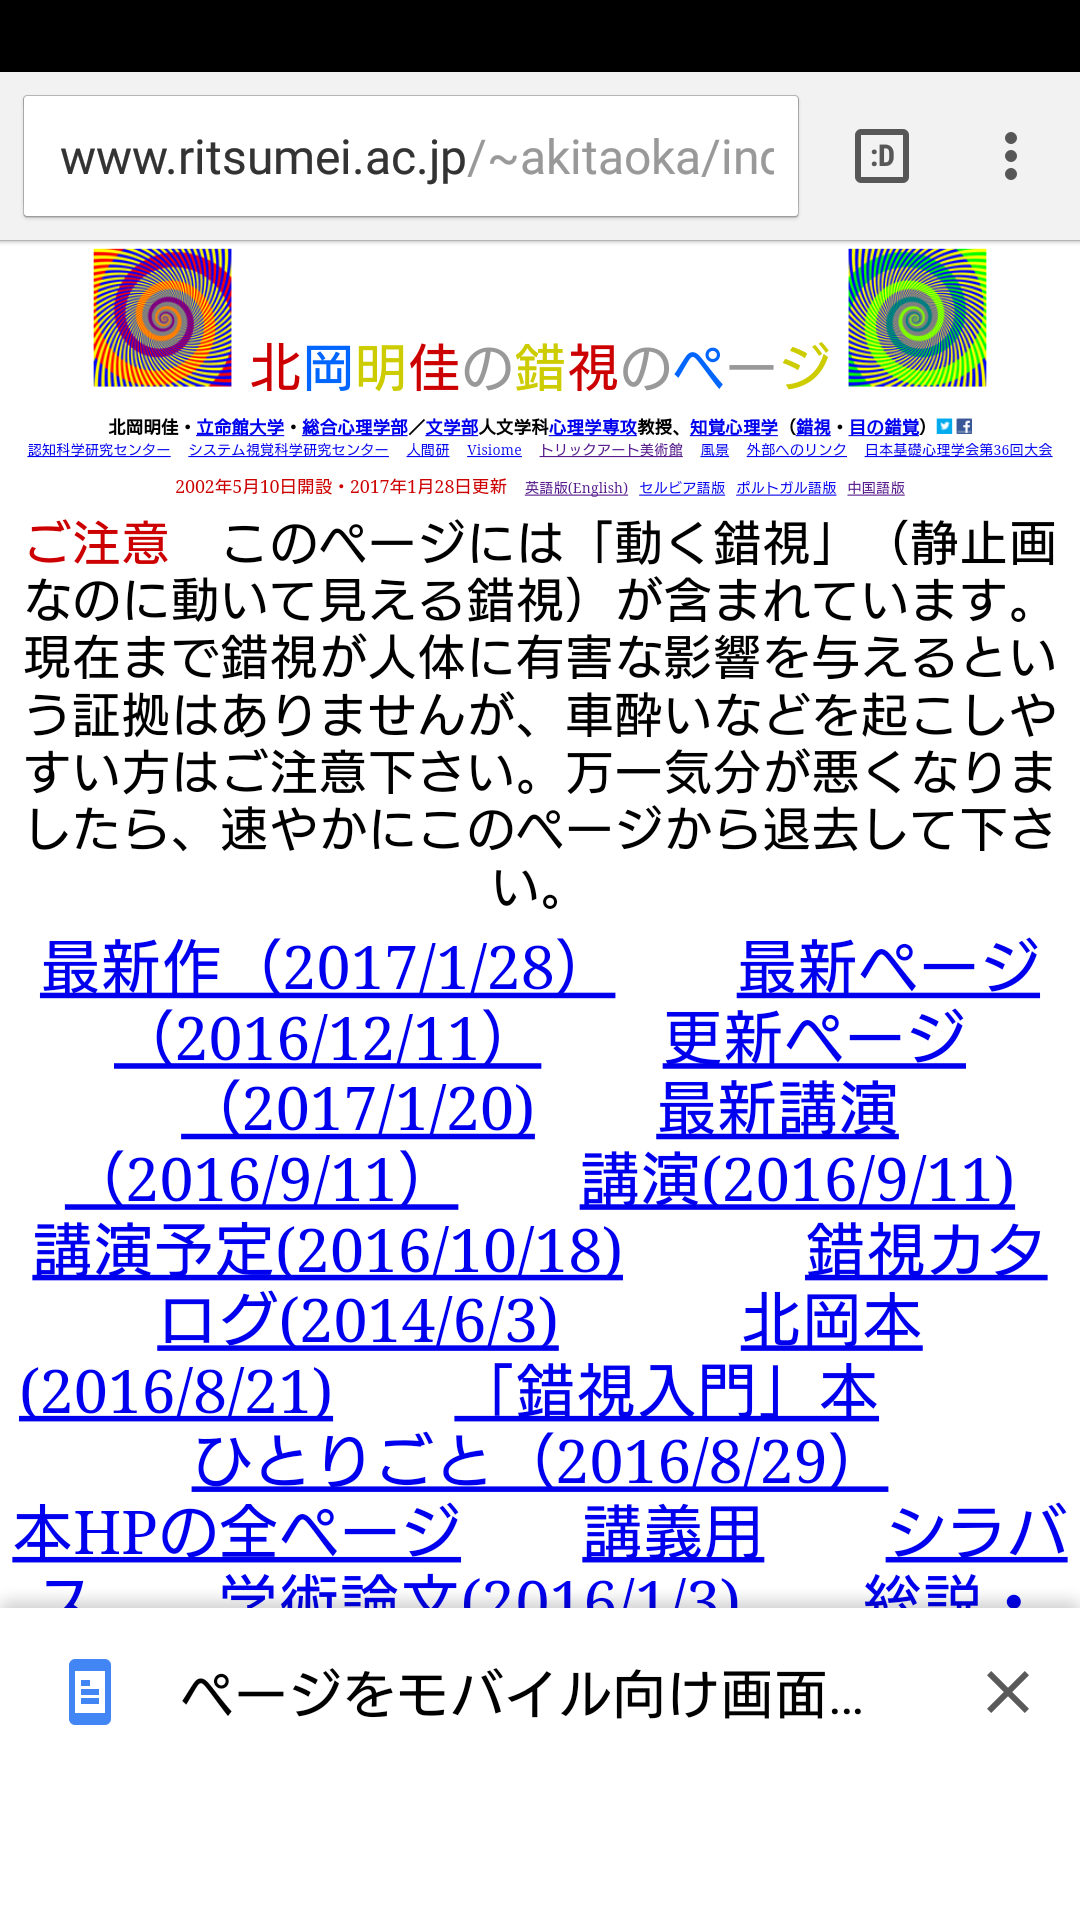 www.ritsumei.ac.jp/~akitaoka/inc
:D
北岡明佳の錯視のページ
北岡明佳・立命館大学・総合心理学部／文学部人文学科心理学専攻教授、知覚心理学（錯視・目の錯覚）
認知科学研究センター システム視覚科学研究センター 人間研 Visiome トリックアート美術館 風景 外部へのリンク 日本基礎心理学会第36回大会
2002年5月10日開設・2017年1月28日更新 英語版(English) セルビア語版 ポルトガル語版 中国語版
ご注意　このページには「動く錯視」（静止画
なのに動いて見える錯視）が含まれています。
現在まで錯視が人体に有害な影響を与えるとい
う証拠はありませんが、車酔いなどを起こしや
すい方はご注意下さい。万一気分が悪くなりま
したら、速やかにこのページから退去して下さ
い。
最新作（2017/1/28） 最新ページ
（2016/12/11） 更新ページ
（2017/1/20) 最新講演
（2016/9/11） 講演(2016/9/11)
講演予定(2016/10/18) 錯視カタ
ログ(2014/6/3) 北岡本
(2016/8/21) 「錯視入門」本
ひとりごと（2016/8/29）
本HPの全ページ 講義用 シラバ
ス 学術論文(2016/1/3) 総説・
ページをモバイル向け画面...